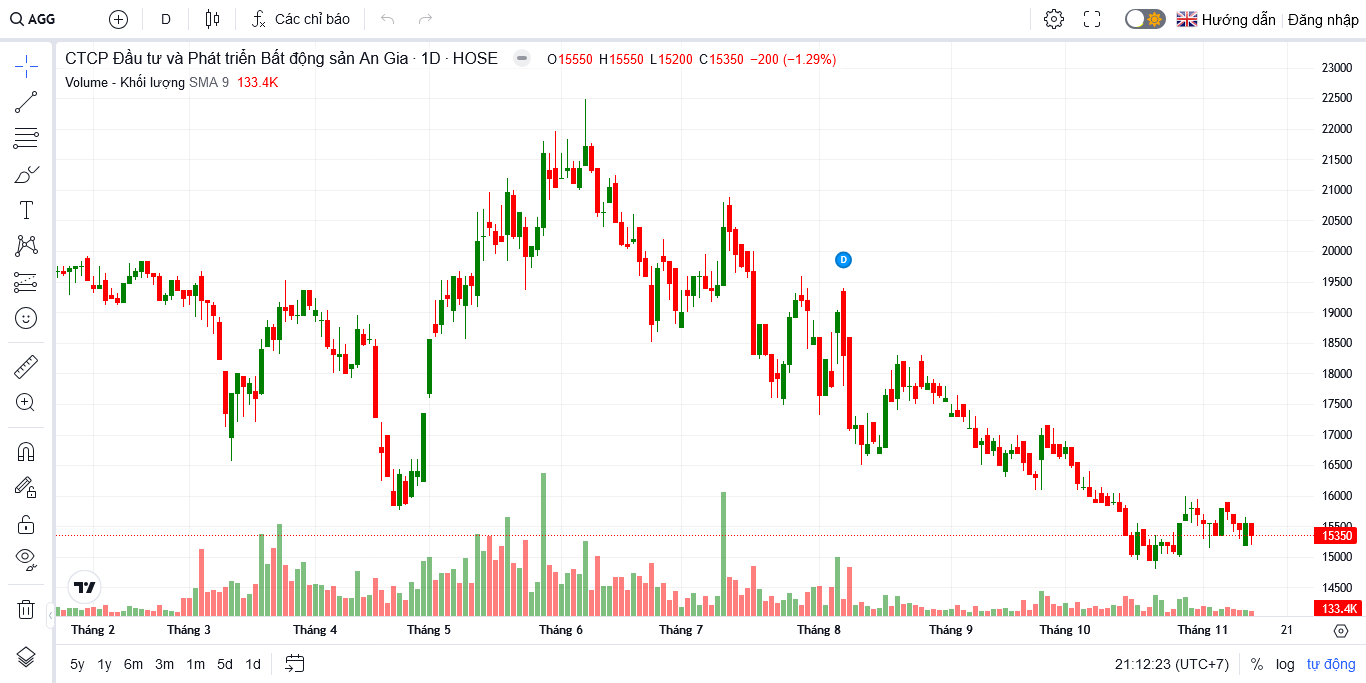 AGG D Các chỉ báo Hướng dẫn Đăng nhập
CTCP Đầu tư và Phát triển Bất động sản An Gia · 1D · HOSE O15550 H15550 L15200 C15350 −200 (−1.29%)
Volume - Khối lượng SMA 9 133.4K
23000
22500
22000
21500
21000
20500
20000
19500
19000
18500
18000
17500
17000
16500
16000
15500
15350
15000
14500
133.4K
D
Tháng 2 Tháng 3 Tháng 4 Tháng 5 Tháng 6 Tháng 7 Tháng 8 Tháng 9 Tháng 10 Tháng 11 21
5y 1y 6m 3m 1m 5d 1d 21:12:23 (UTC+7) % log tự động